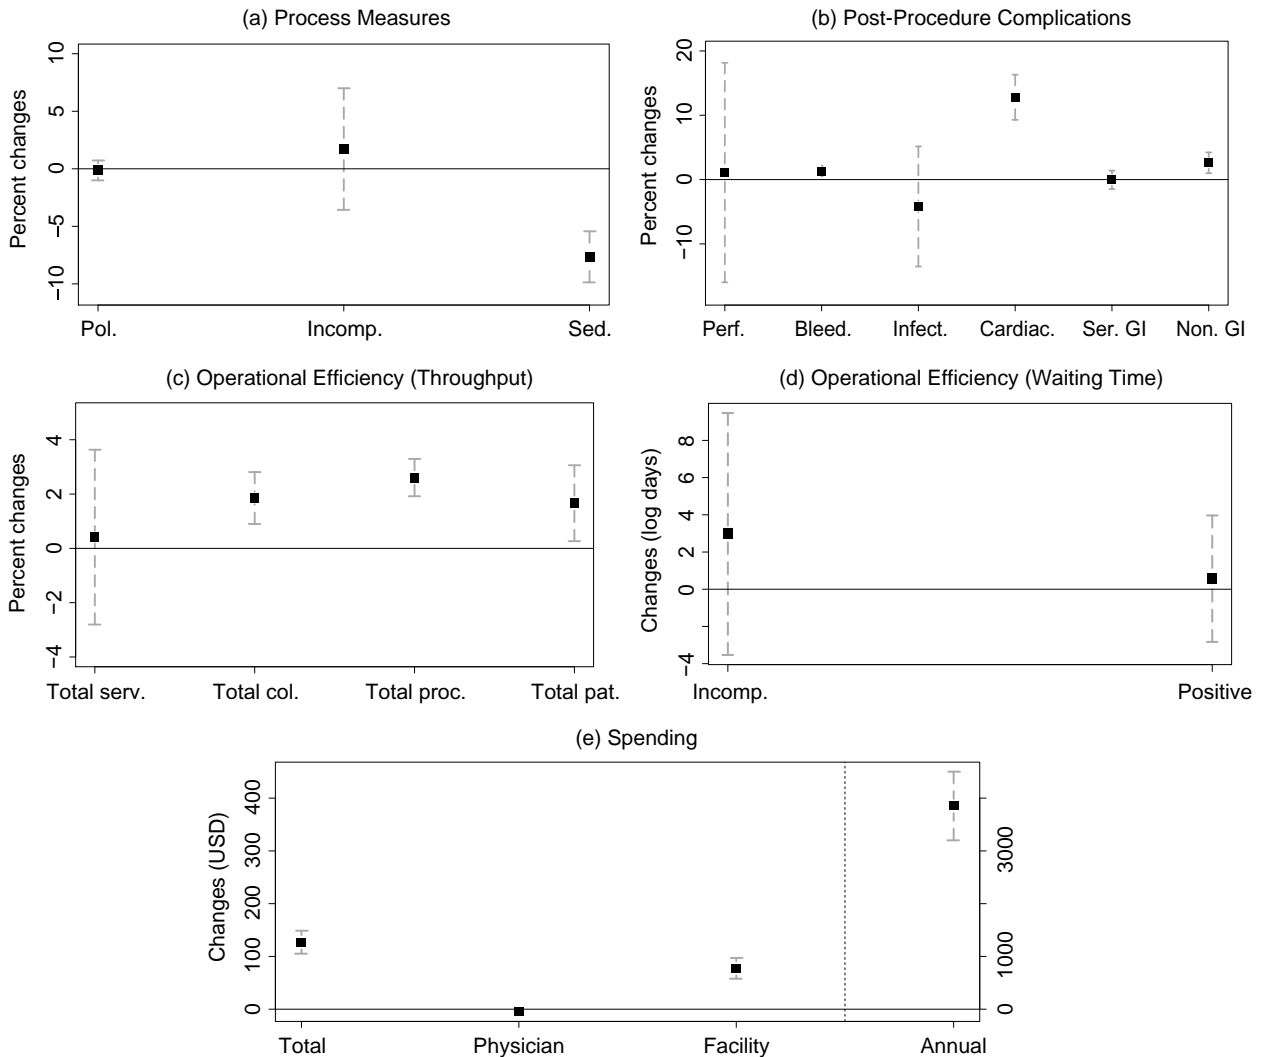 (a) Process Measures
Percent changes
10
5
0
−5
−10
Pol. Incomp. Sed.
(b) Post-Procedure Complications
Percent changes
20
10
0
−10
Perf. Bleed. Infect. Cardiac. Ser. GI Non. GI
(c) Operational Efficiency (Throughput)
Percent changes
4
2
0
−2
−4
Total serv. Total col. Total proc. Total pat.
(d) Operational Efficiency (Waiting Time)
Changes (log days)
8
6
4
2
0
−4
Incomp. Positive
(e) Spending
Changes (USD)
400
300
200
100
0
3000
1000
0
Total Physician Facility Annual